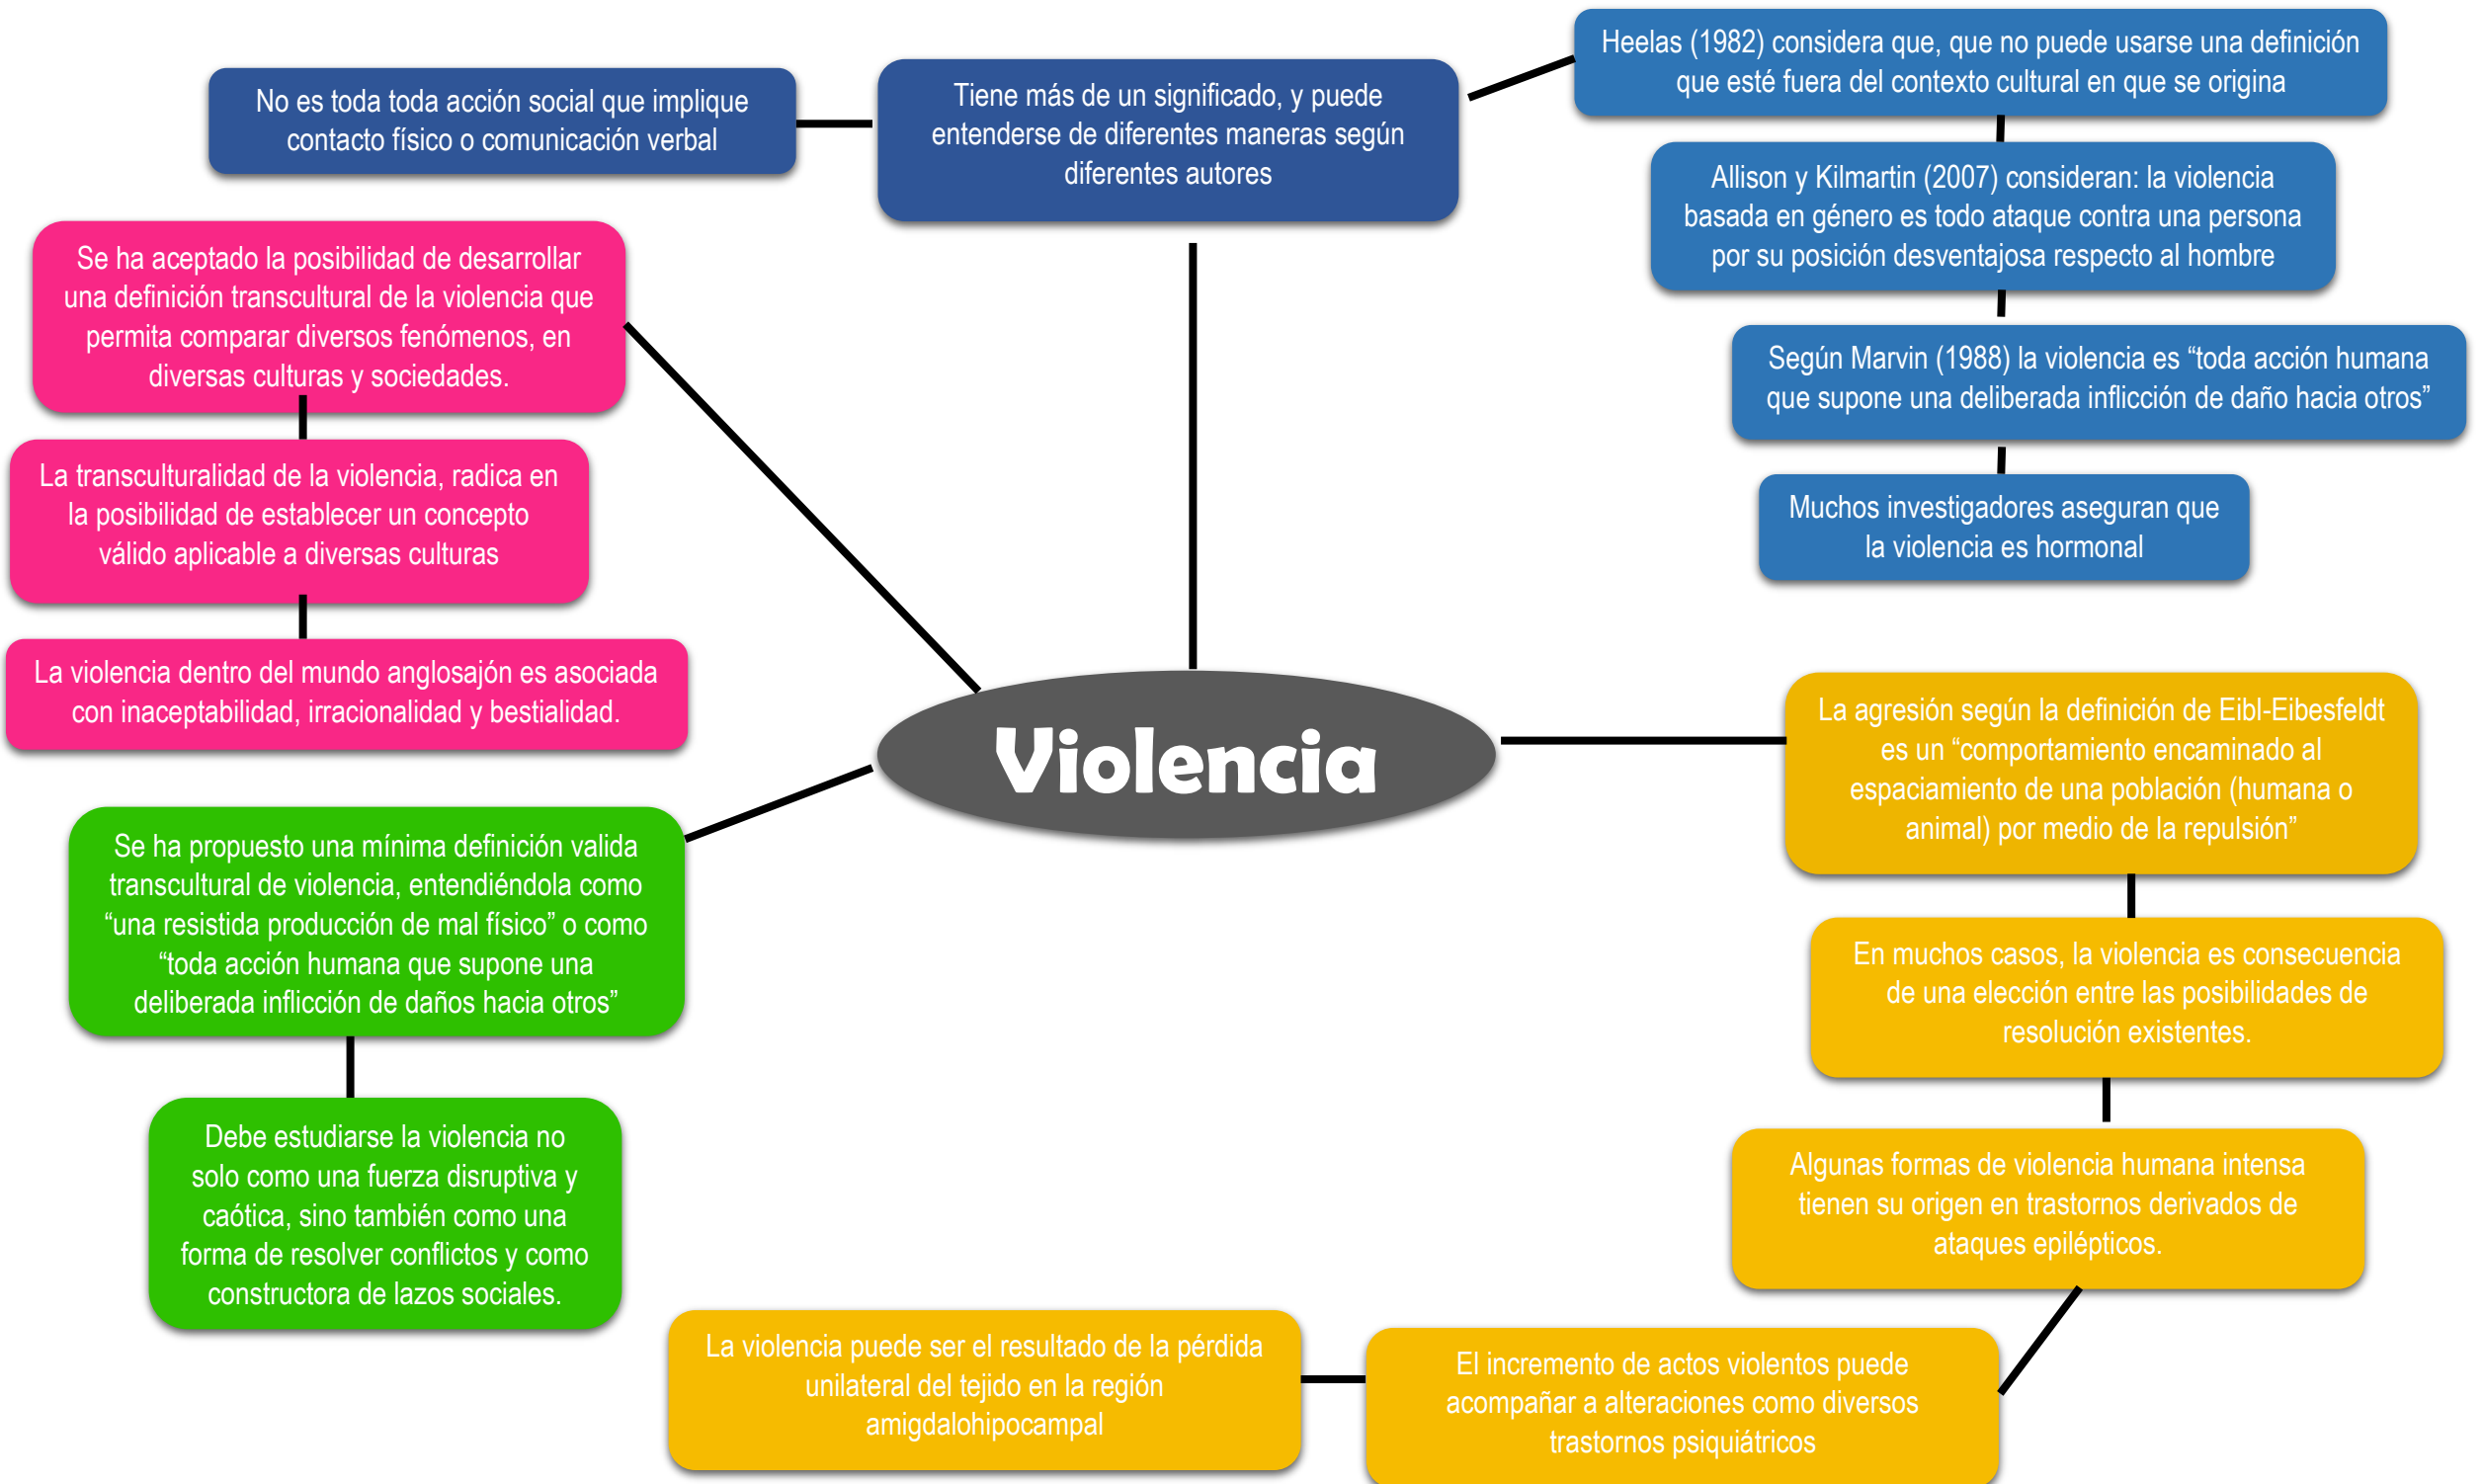 Heelas (1982) considera que, que no puede usarse una definición
que esté fuera del contexto cultural en que se origina
No es toda toda acción social que implique
contacto físico o comunicación verbal
Tiene más de un significado, y puede
entenderse de diferentes maneras según
diferentes autores
Allison y Kilmartin (2007) consideran: la violencia
basada en género es todo ataque contra una persona
por su posición desventajosa respecto al hombre
Según Marvin (1988) la violencia es “toda acción humana
que supone una deliberada inflicción de daño hacia otros”
Muchos investigadores aseguran que
la violencia es hormonal
Se ha aceptado la posibilidad de desarrollar
una definición transcultural de la violencia que
permita comparar diversos fenómenos, en
diversas culturas y sociedades.
La transculturalidad de la violencia, radica en
la posibilidad de establecer un concepto
válido aplicable a diversas culturas
La violencia dentro del mundo anglosajón es asociada
con inaceptabilidad, irracionalidad y bestialidad.
Violencia
La agresión según la definición de Eibl-Eibesfeldt
es un “comportamiento encaminado al
espaciamiento de una población (humana o
animal) por medio de la repulsión”
Se ha propuesto una mínima definición valida
transcultural de violencia, entendiéndola como
“una resistida producción de mal físico” o como
“toda acción humana que supone una
deliberada inflicción de daños hacia otros”
En muchos casos, la violencia es consecuencia
de una elección entre las posibilidades de
resolución existentes.
Debe estudiarse la violencia no
solo como una fuerza disruptiva y
caótica, sino también como una
forma de resolver conflictos y como
constructora de lazos sociales.
Algunas formas de violencia humana intensa
tienen su origen en trastornos derivados de
ataques epilépticos.
La violencia puede ser el resultado de la pérdida
unilateral del tejido en la región
amigdalohipocampal
El incremento de actos violentos puede
acompañar a alteraciones como diversos
trastornos psiquiátricos